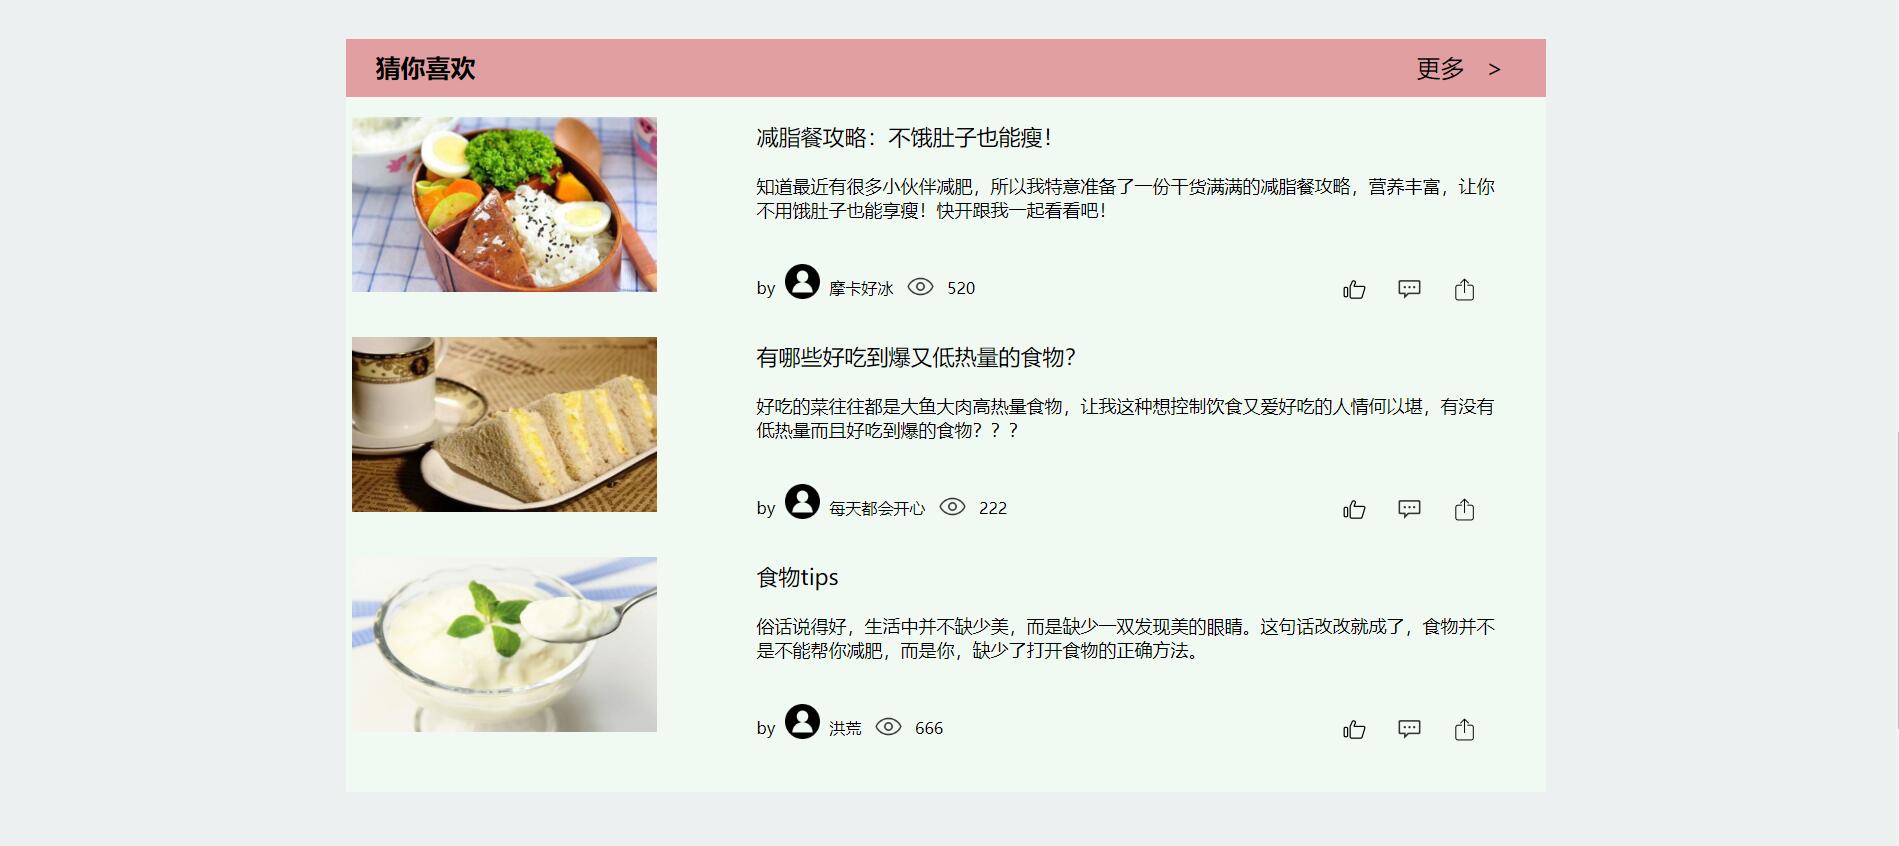 猜你喜欢
更多 >
减脂餐攻略：不饿肚子也能瘦！
知道最近有很多小伙伴减肥，所以我特意准备了一份干货满满的减脂餐攻略，营养丰富，让你
不用饿肚子也能享瘦！快开跟我一起看看吧！
by 摩卡好冰 520
有哪些好吃到爆又低热量的食物？
好吃的菜往往都是大鱼大肉高热量食物，让我这种想控制饮食又爱好吃的人情何以堪，有没有
低热量而且好吃到爆的食物？？？
by 每天都会开心 222
食物tips
俗话说得好，生活中并不缺少美，而是缺少一双发现美的眼睛。这句话改改就成了，食物并不
是不能帮你减肥，而是你，缺少了打开食物的正确方法。
by 洪荒 666